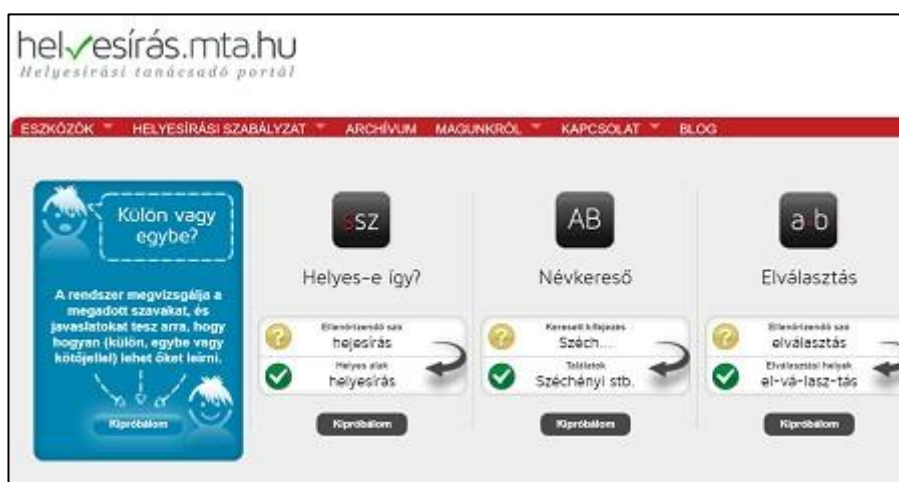 helyesírás.mta.hu
Helyesírási tanácsadó portál
ESZKÖZÖK HELYESÍRÁSI SZABÁLYZAT ARCHÍVUM MAGUNKRÓL KAPCSOLAT BLOG
Külön vagy
egybe?
A rendszer megvizsgálja a
megadott szavakat, és
javaslatokat tesz arra, hogy
hogyan (külön, egybe vagy
kötőjellel) lehet őket leírni.
Kipróbálom
ssz
Helyes-e így?
Ellenőrizendő szó
hejesírás
Helyes alak
helyesírás
Kipróbálom
AB
Névkereső
Keresett kifejezés
Széch...
Találatok
Széchényi stb.
Kipróbálom
a-b
Elválasztás
Ellenőrizendő szó
elválasztás
Elválasztási helyek
el-vá-lasz-tás
Kipróbálom